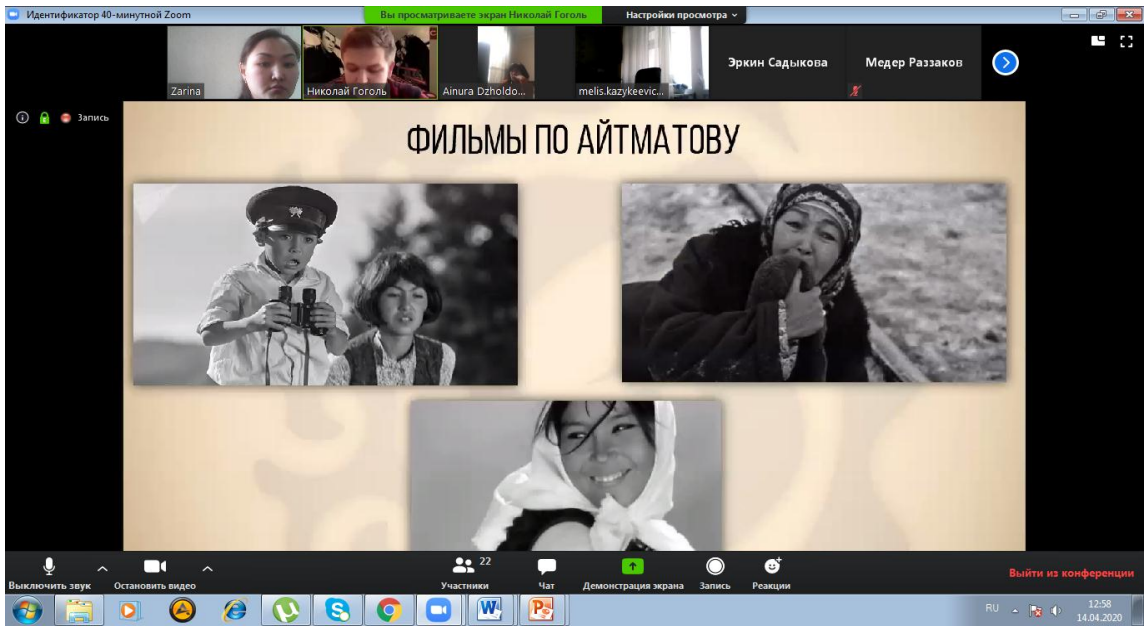 Идентификатор 40-минутной Zoom
Вы просматриваете экран Николай Гоголь
Настройки просмотра
Zarina
Николай Гоголь
Ainura Dzholdo...
melis.kazykeevic...
Эркин Садыкова
Медер Раззаков
Запись
ФИЛЬМЫ ПО АЙТМАТОВУ
22
Выключить звук
Остановить видео
Участники
Чат
Демонстрация экрана
Запись
Реакции
Выйти из конференции
RU
12:58
14.04.2020